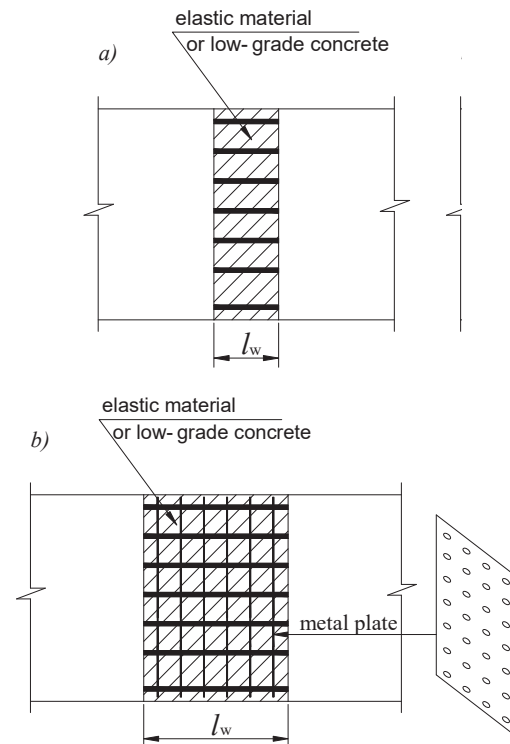 elastic material
or low- grade concrete
a)
lw
elastic material
or low- grade concrete
b)
metal plate
lw